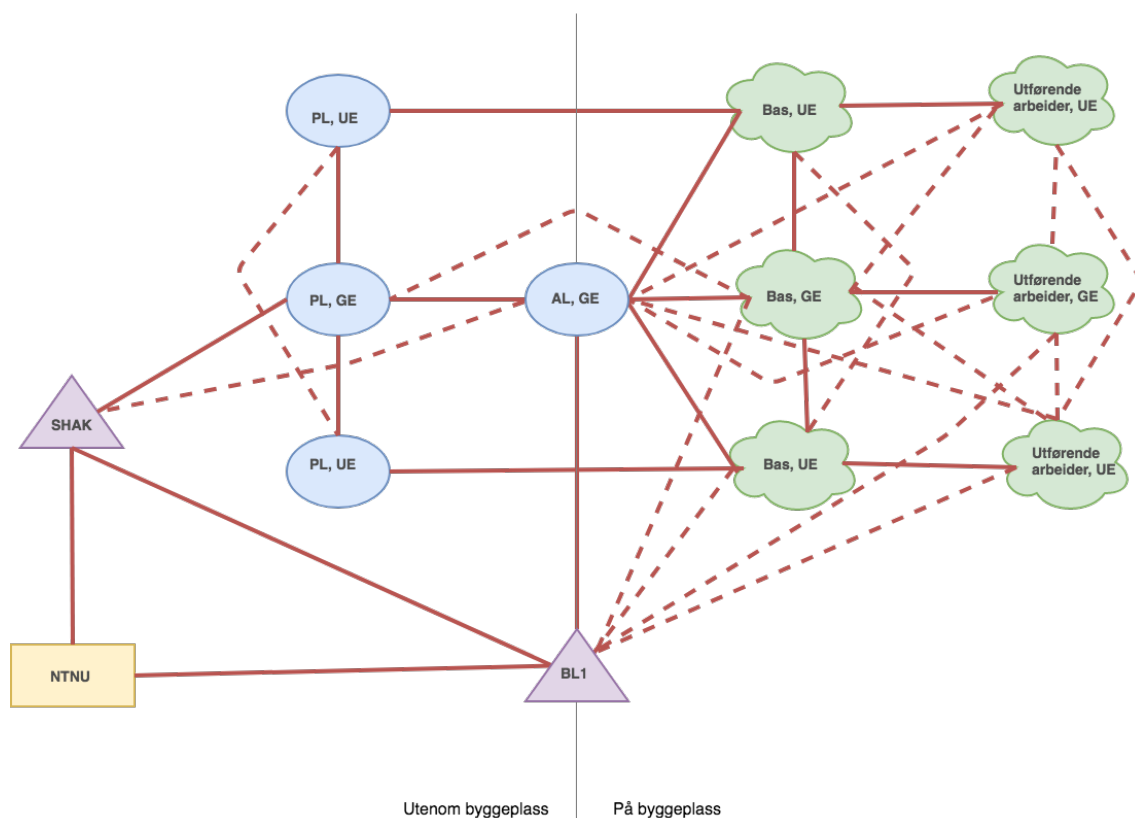 PL, UE
Bas, UE
Utførende
arbeider, UE
PL, GE
AL, GE
Bas, GE
Utførende
arbeider, GE
SHAK
PL, UE
Bas, UE
Utførende
arbeider, UE
NTNU
BL1
Utenom byggeplass
På byggeplass